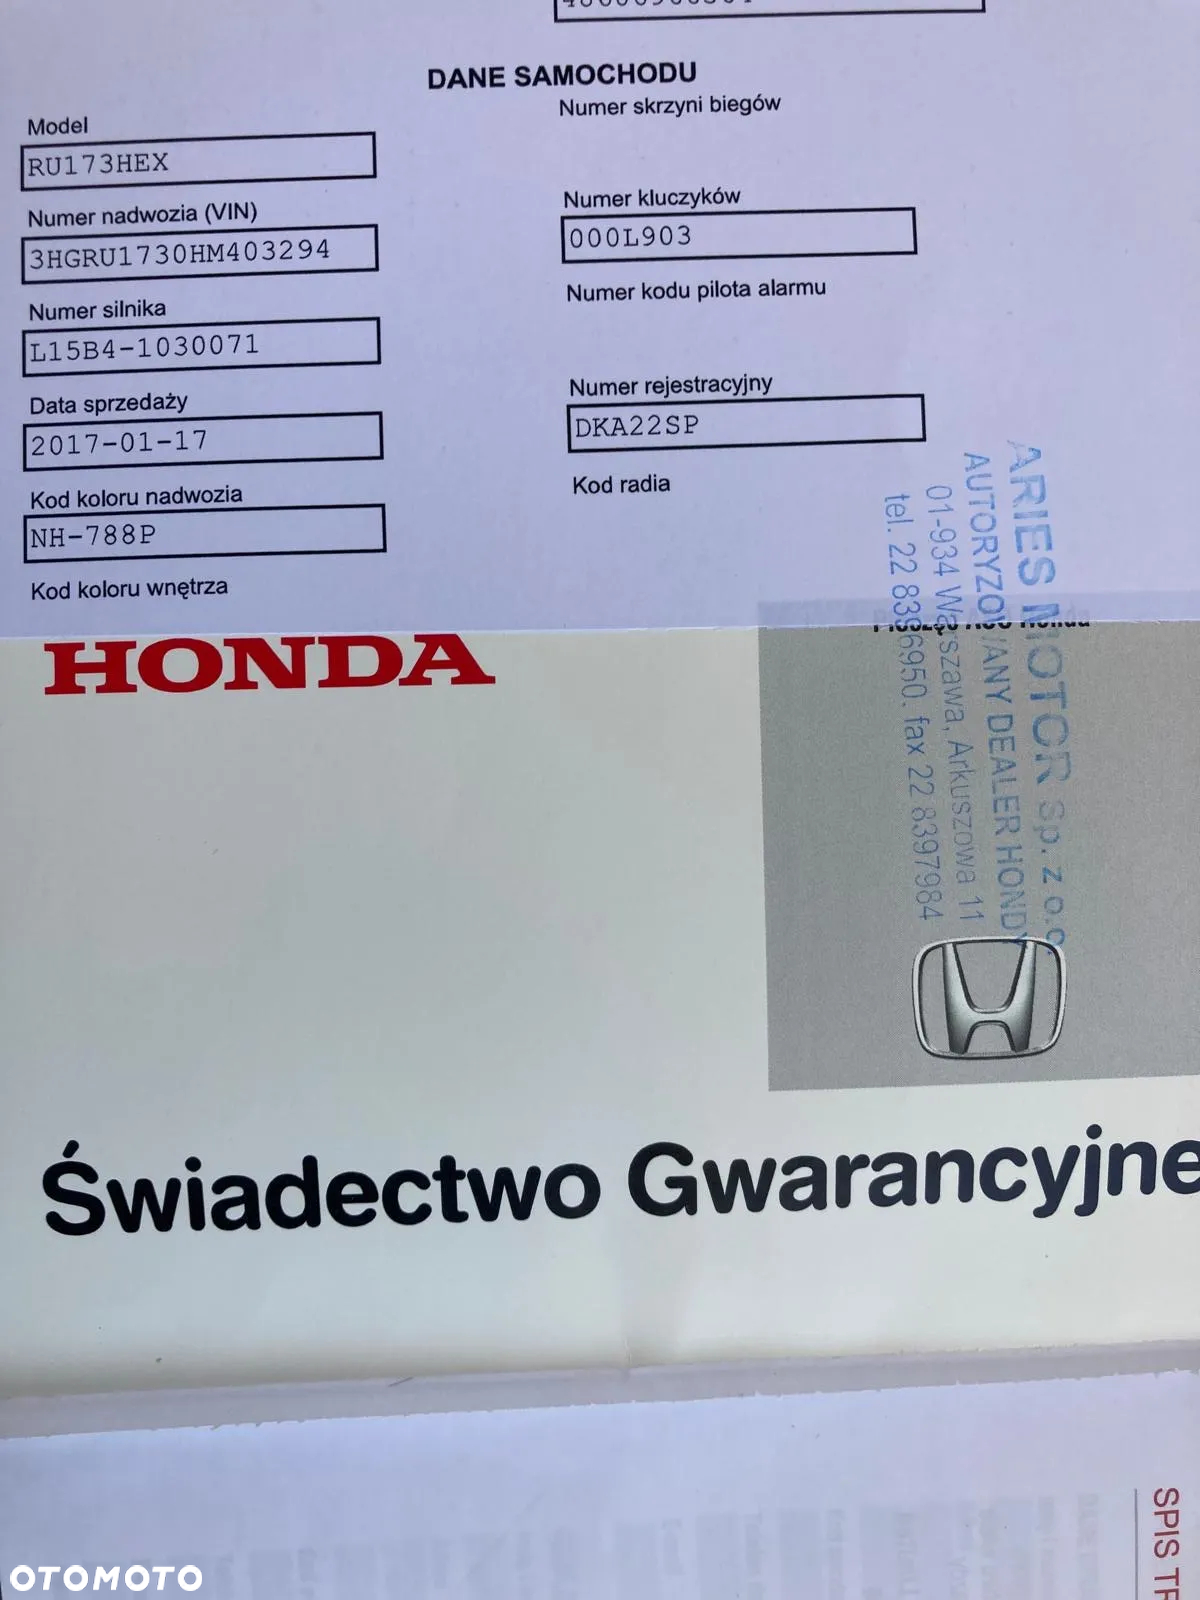 DANE SAMOCHODU
Model
RU173HEX
Numer nadwozia (VIN)
3HGRU1730HM403294
Numer silnika
L15B4-1030071
Data sprzedaży
2017-01-17
Kod koloru nadwozia
NH-788P
Kod koloru wnętrza
Numer skrzyni biegów
Numer kluczyków
000L903
Numer kodu pilota alarmu
Numer rejestracyjny
DKA22SP
Kod radia
ARIES MOTOR Sp. z o.o.
AUTORYZOWANY DEALER HONDY
01-934 Warszawa, Arkuszowa 11
tel. 22 8396950. fax 22 8397984
HONDA
Świadectwo Gwarancyjne
SPIS
OTOMOTO